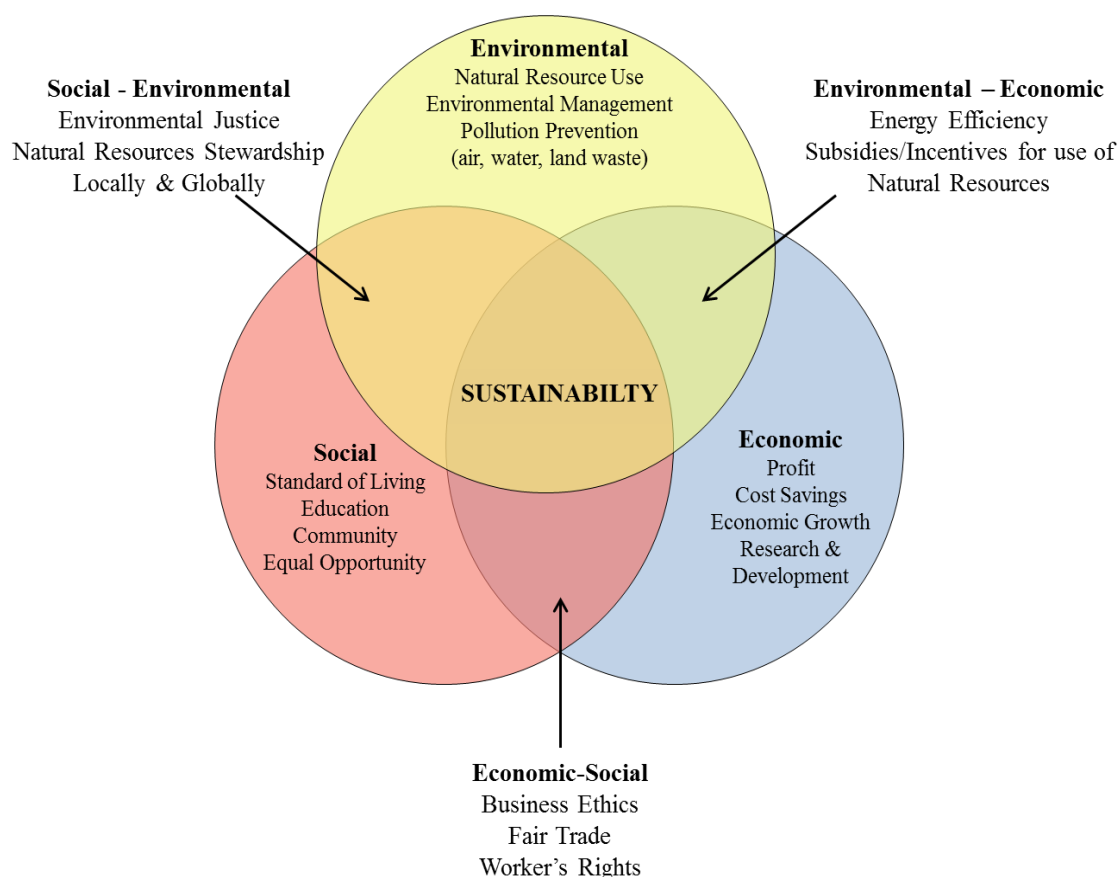 Environmental
Natural Resource Use
Environmental Management
Pollution Prevention
(air, water, land waste)
Social - Environmental
Environmental Justice
Natural Resources Stewardship
Locally & Globally
Environmental – Economic
Energy Efficiency
Subsidies/Incentives for use of
Natural Resources
SUSTAINABILTY
Social
Standard of Living
Education
Community
Equal Opportunity
Economic
Profit
Cost Savings
Economic Growth
Research &
Development
Economic-Social
Business Ethics
Fair Trade
Worker’s Rights